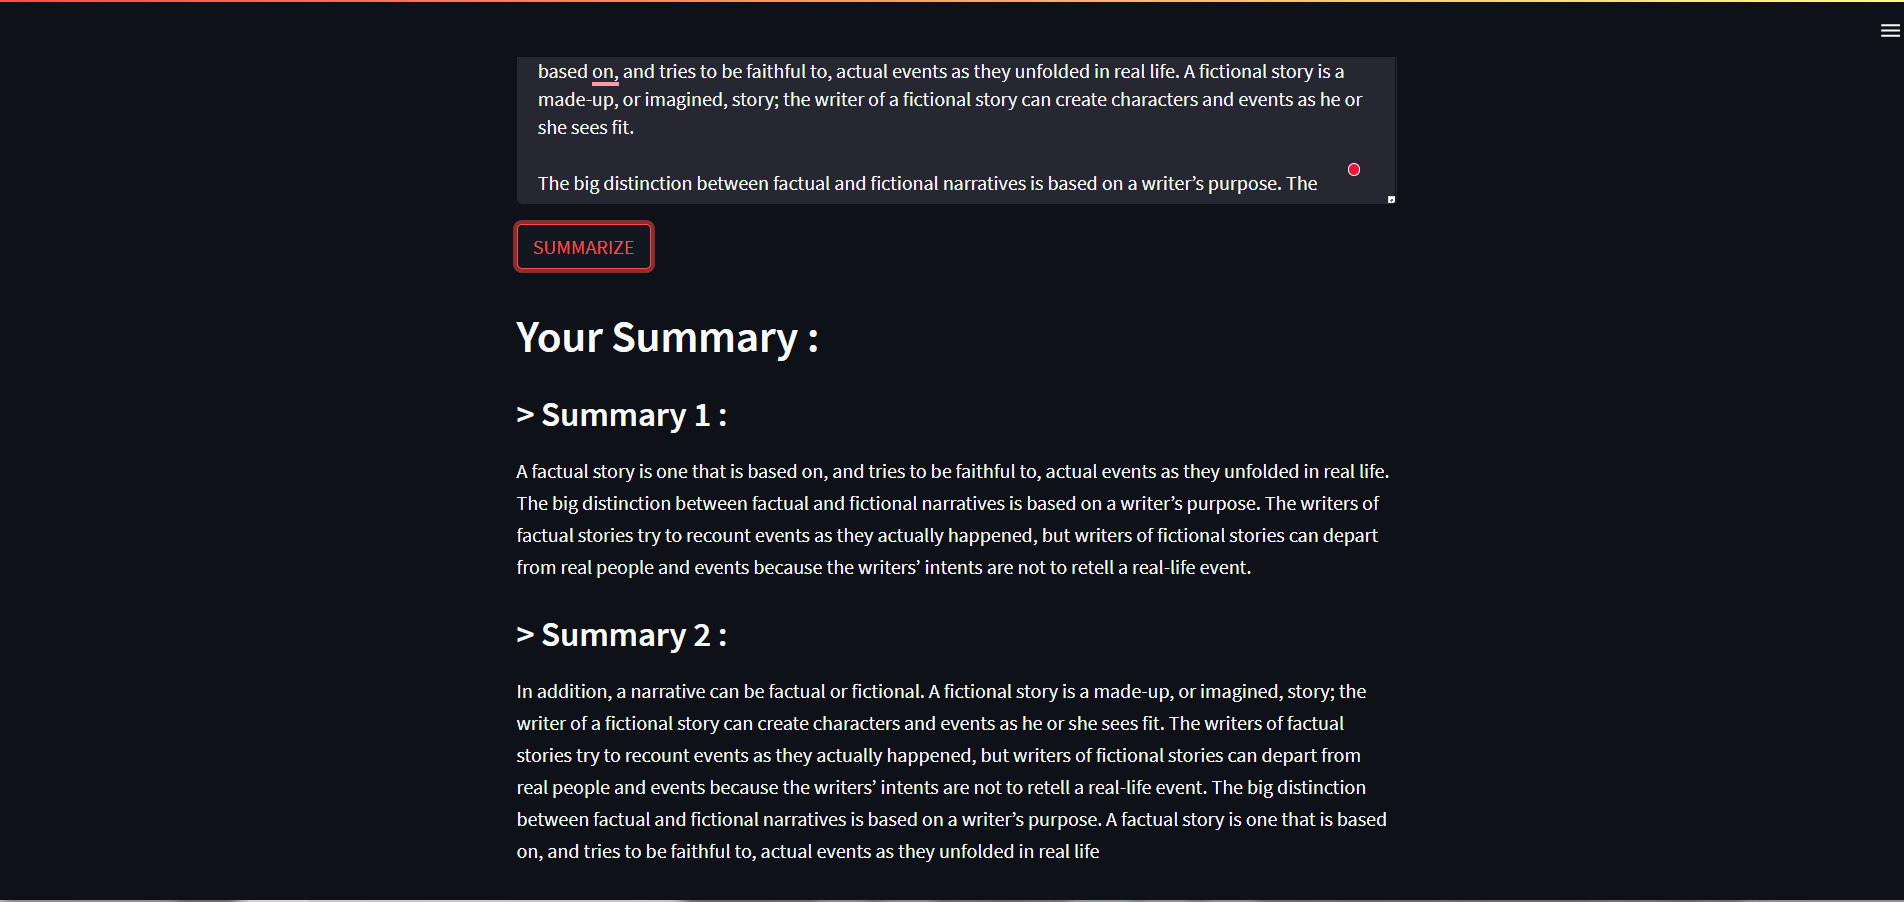 based on, and tries to be faithful to, actual events as they unfolded in real life. A fictional story is a
made-up, or imagined, story; the writer of a fictional story can create characters and events as he or
she sees fit.
The big distinction between factual and fictional narratives is based on a writer’s purpose. The
SUMMARIZE
Your Summary :
> Summary 1 :
A factual story is one that is based on, and tries to be faithful to, actual events as they unfolded in real life.
The big distinction between factual and fictional narratives is based on a writer’s purpose. The writers of
factual stories try to recount events as they actually happened, but writers of fictional stories can depart
from real people and events because the writers’ intents are not to retell a real-life event.
> Summary 2 :
In addition, a narrative can be factual or fictional. A fictional story is a made-up, or imagined, story; the
writer of a fictional story can create characters and events as he or she sees fit. The writers of factual
stories try to recount events as they actually happened, but writers of fictional stories can depart from
real people and events because the writers’ intents are not to retell a real-life event. The big distinction
between factual and fictional narratives is based on a writer’s purpose. A factual story is one that is based
on, and tries to be faithful to, actual events as they unfolded in real life